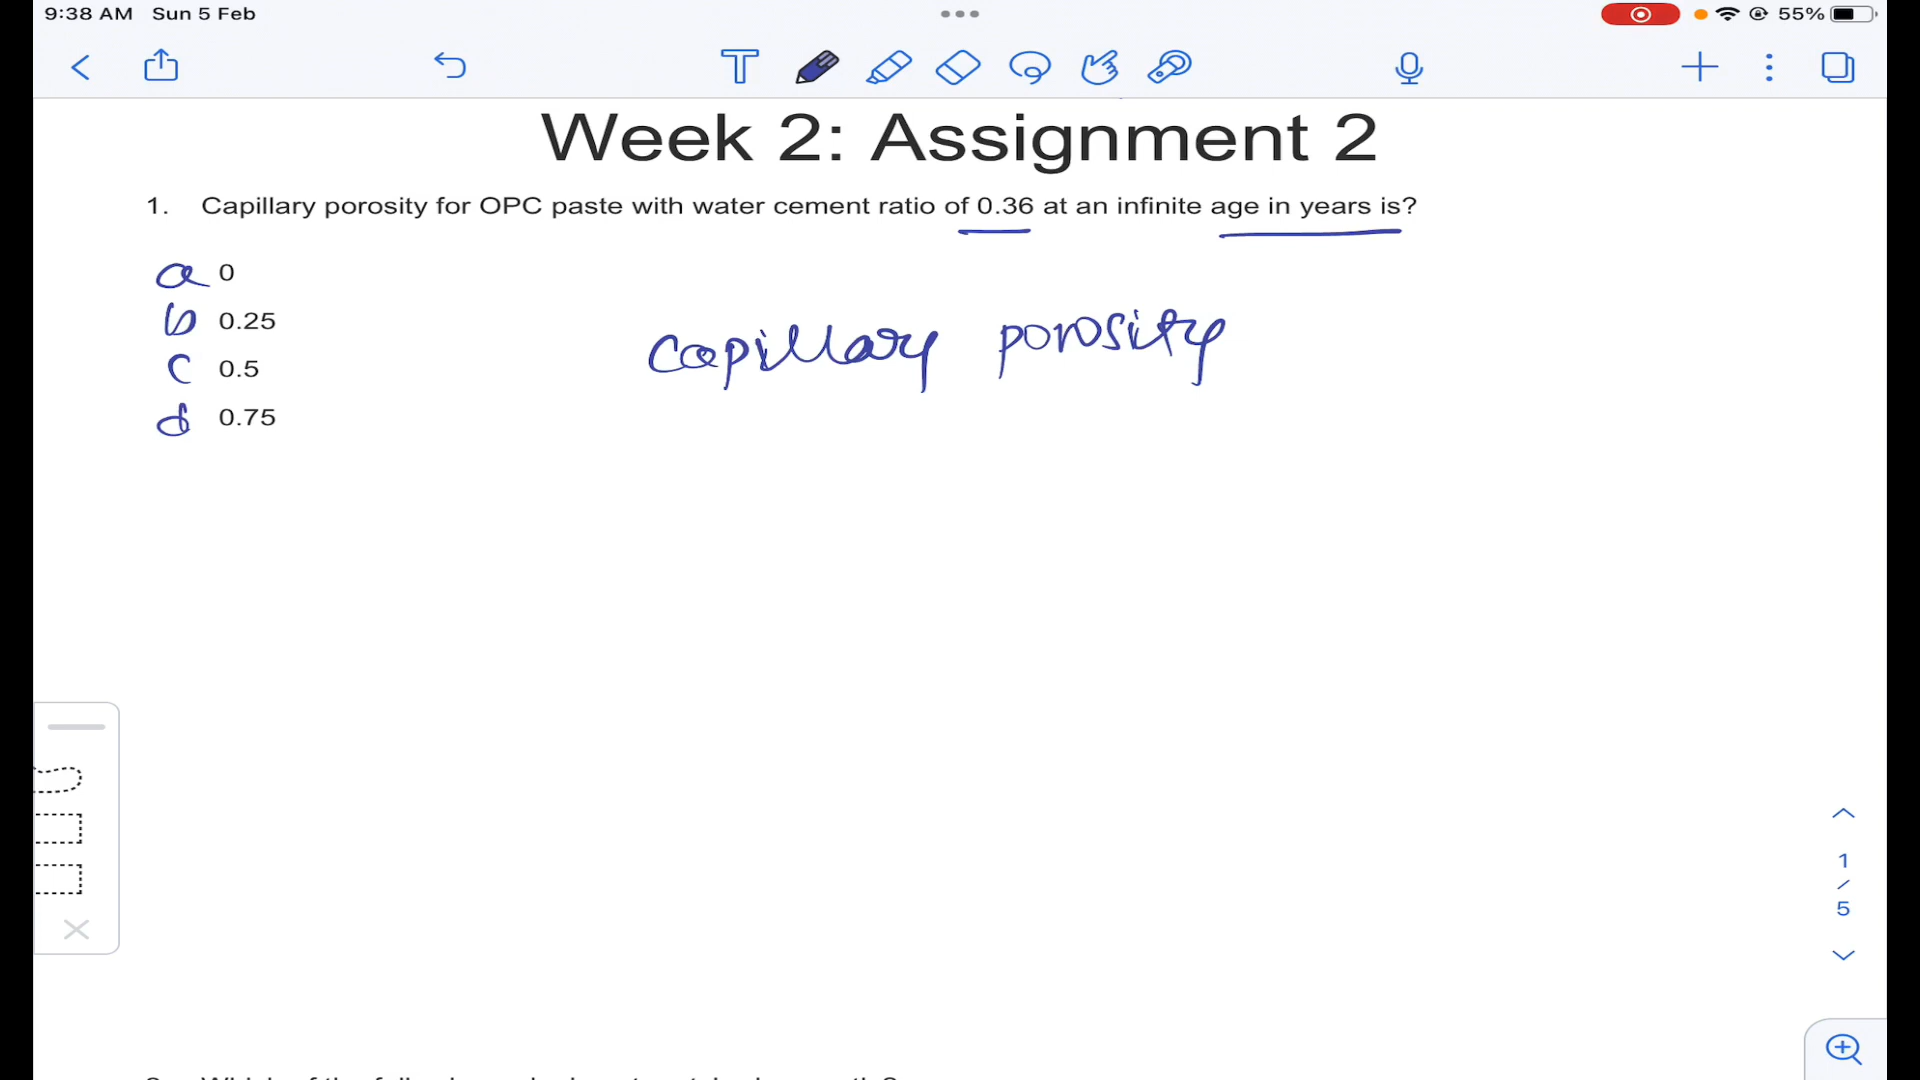 9:38 AM Sun 5 Feb
55%
Week 2: Assignment 2
1. Capillary porosity for OPC paste with water cement ratio of 0.36 at an infinite age in years is?
a 0
b 0.25
c 0.5
d 0.75
capillary porosity
1
/
5